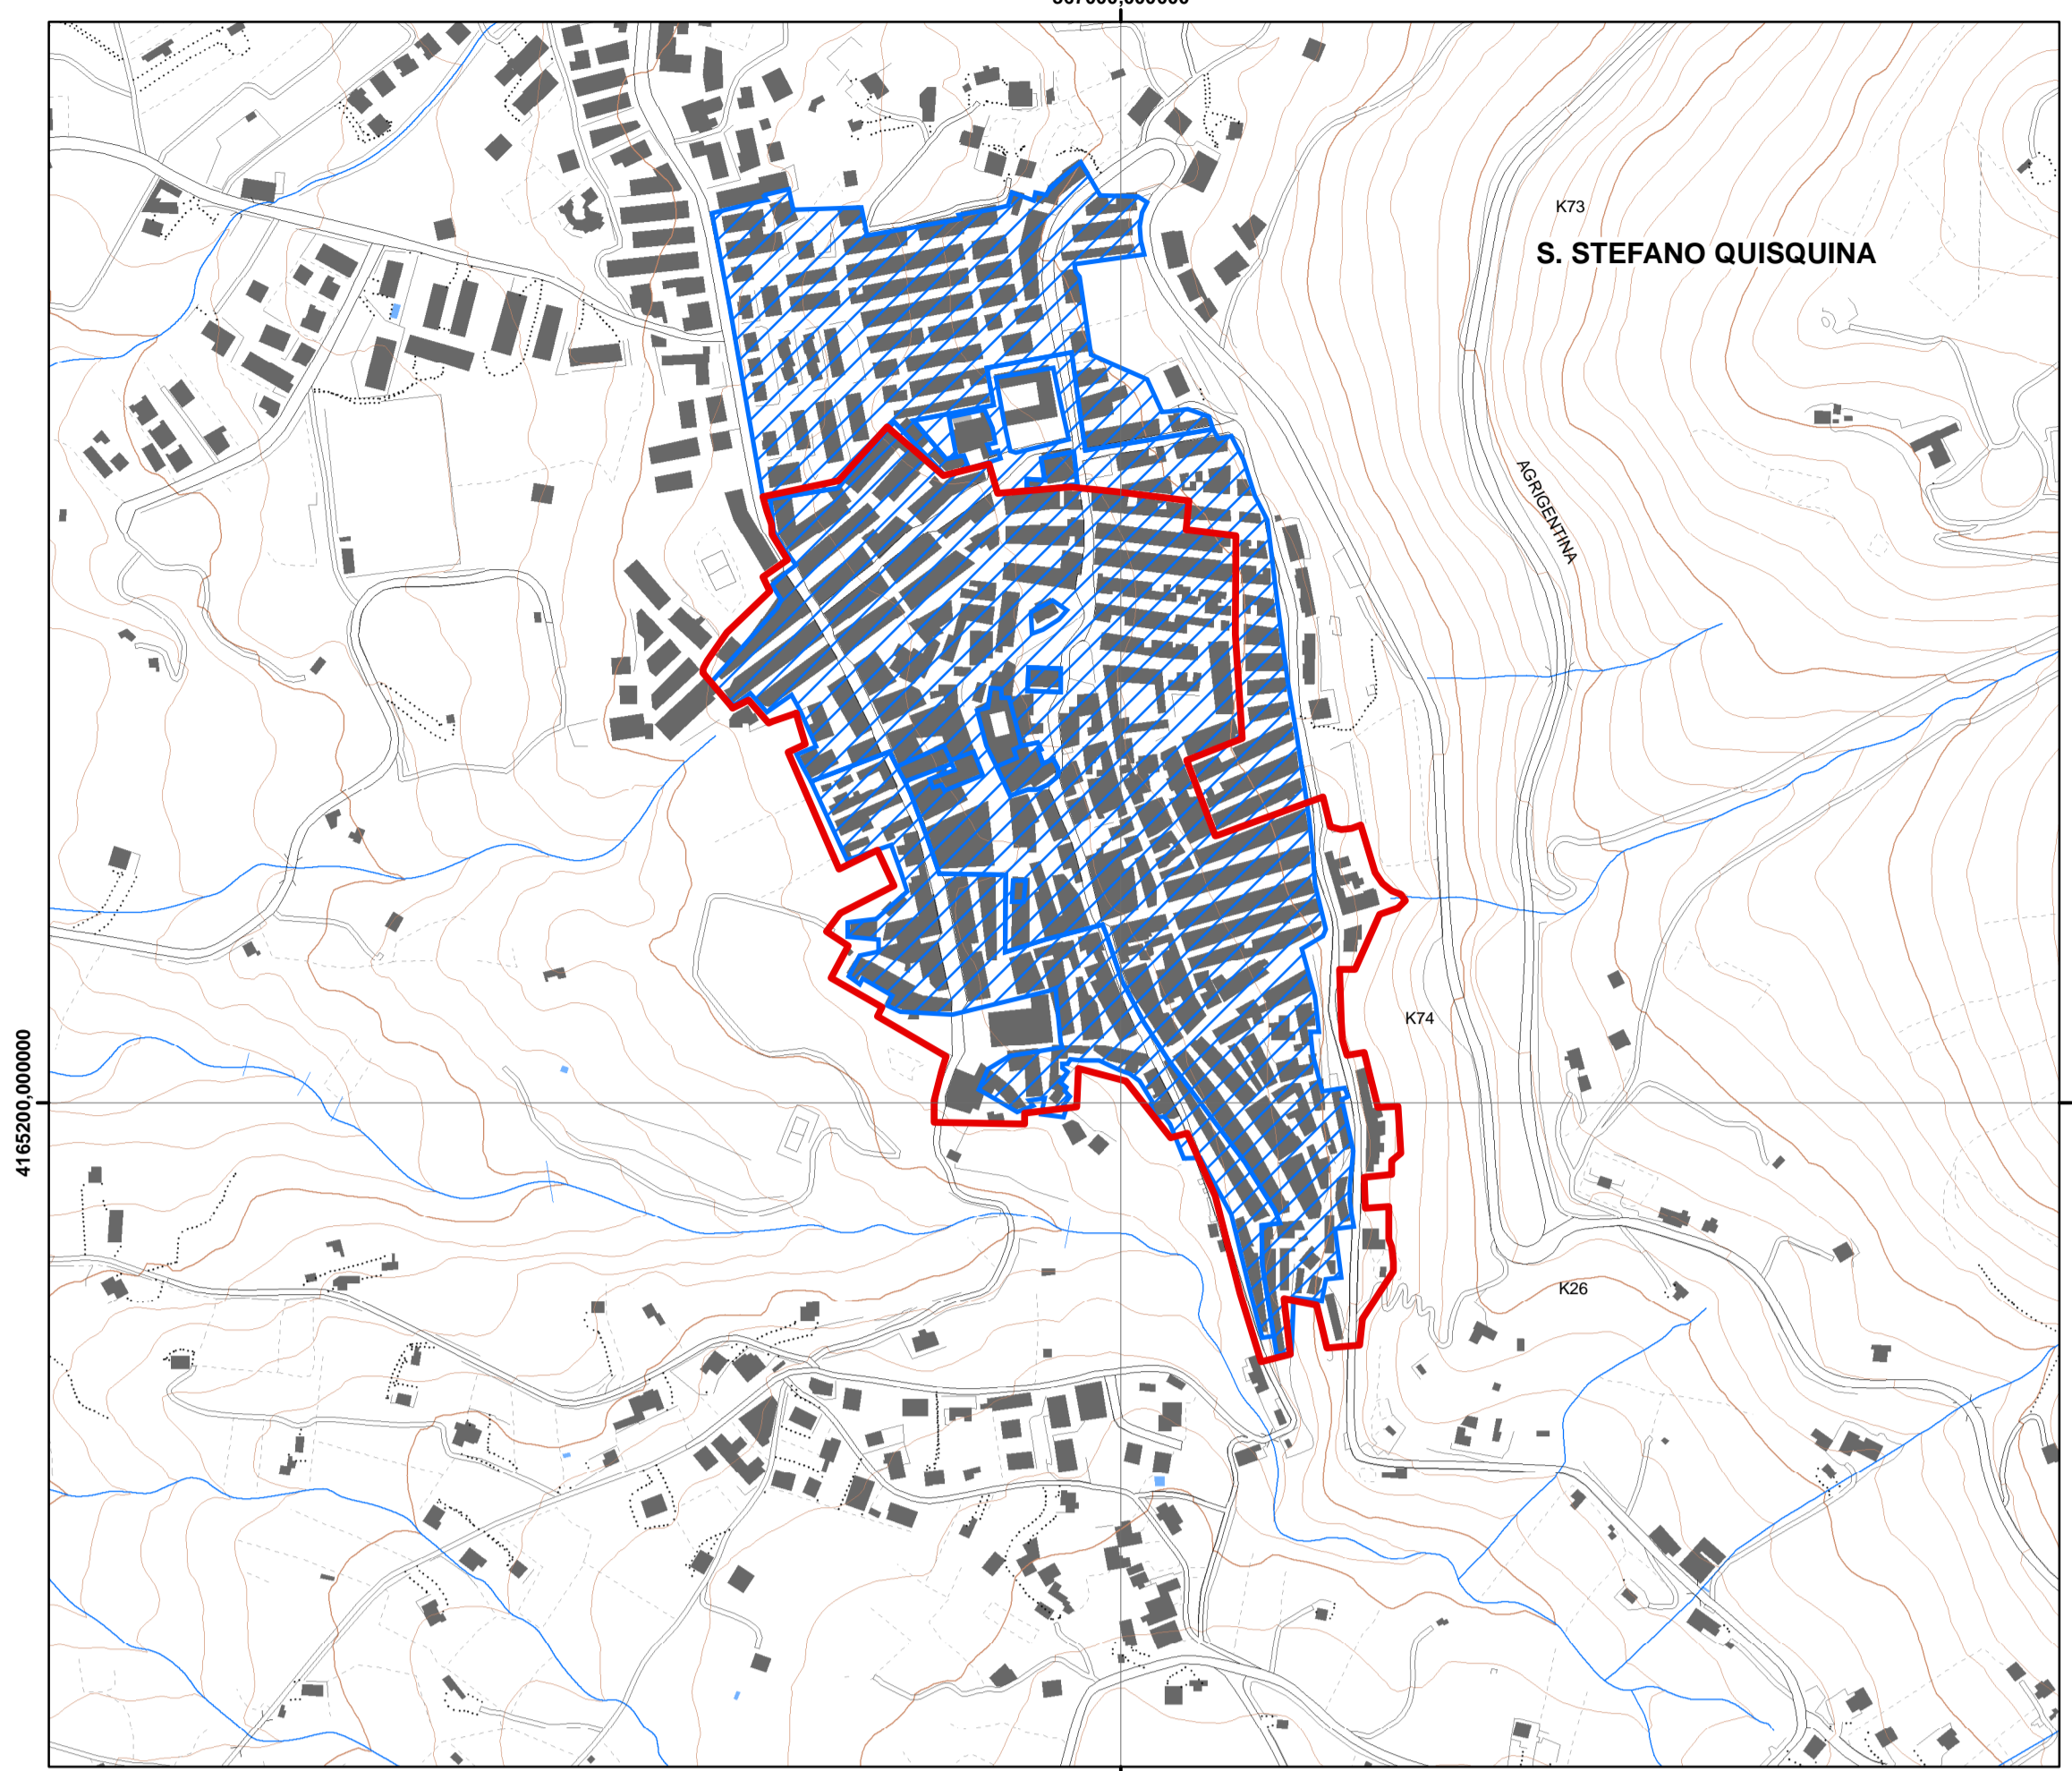 K73
S. STEFANO QUISQUINA
AGRIGENTINA
K74
4165200,000000
K26